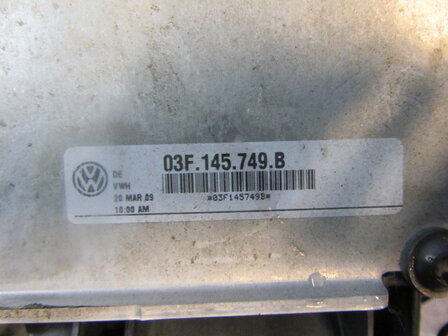 03F.145.749.B
DE
VWH
20 MAR 09
10:00 AM
*03F145749B*